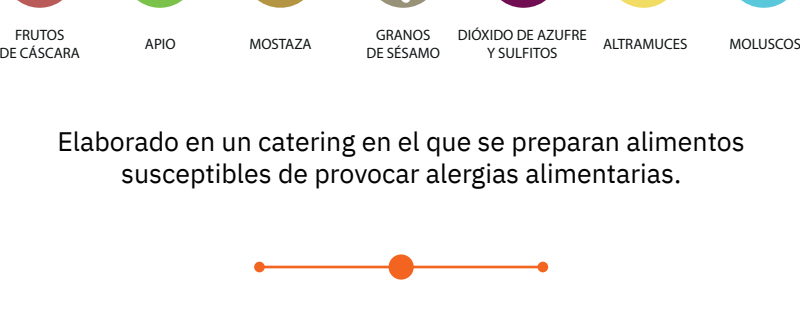 FRUTOS
DE CÁSCARA
APIO
MOSTAZA
GRANOS
DE SÉSAMO
DIÓXIDO DE AZUFRE
Y SULFITOS
ALTRAMUCES
MOLUSCOS
Elaborado en un catering en el que se preparan alimentos
susceptibles de provocar alergias alimentarias.